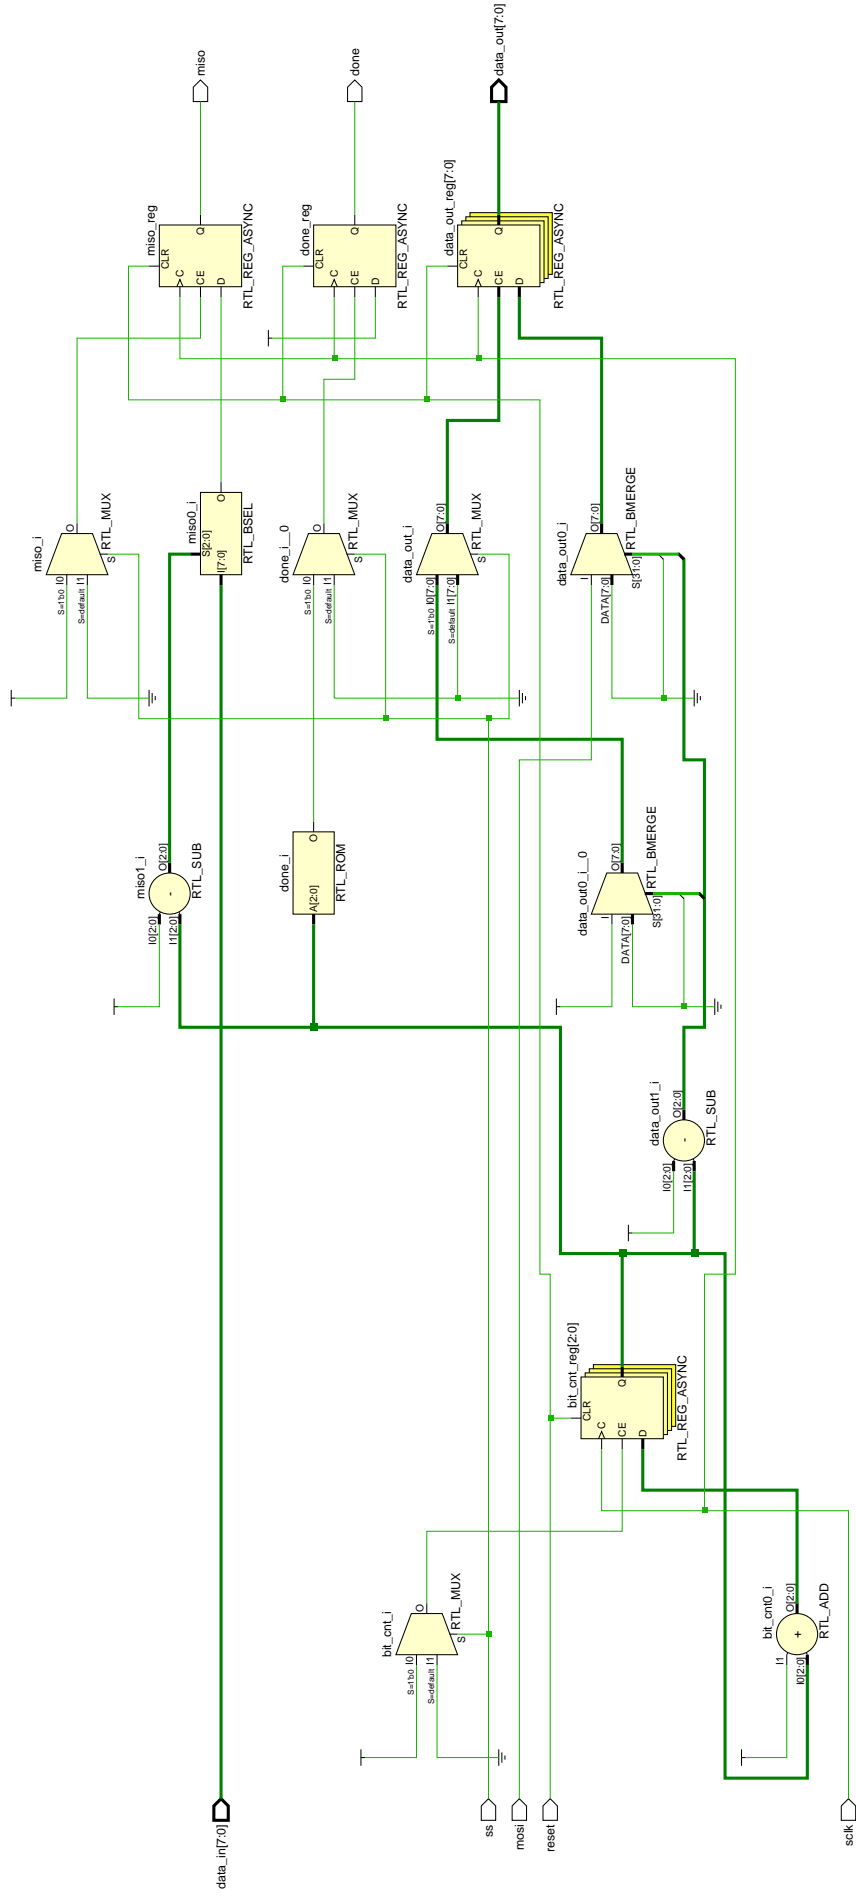 data_in[7:0]
ss
mosi
reset
sclk
bit_cnt_i
S=1'b0 I0
S=default I1
O
S
RTL_MUX
bit_cnt0_i
I1
I0[2:0]
+
O[2:0]
RTL_ADD
bit_cnt_reg[2:0]
CLR
C
CE
D
Q
RTL_REG_ASYNC
data_out1_i
I0[2:0]
I1[2:0]
-
O[2:0]
RTL_SUB
miso1_i
I0[2:0]
I1[2:0]
-
O[2:0]
RTL_SUB
done_i
A[2:0]
O
RTL_ROM
data_out0_i__0
I
DATA[7:0]
O[7:0]
S[31:0]
RTL_BMERGE
miso_i
S=1'b0 I0
S=default I1
O
S
RTL_MUX
miso0_i
S[2:0]
I[7:0]
O
RTL_BSEL
done_i__0
S=1'b0 I0
S=default I1
O
S
RTL_MUX
data_out_i
S=1'b0 I0[7:0]
S=default I1[7:0]
O[7:0]
S
RTL_MUX
data_out0_i
I
DATA[7:0]
O[7:0]
S[31:0]
RTL_BMERGE
miso_reg
CLR
C
CE
D
Q
RTL_REG_ASYNC
done_reg
CLR
C
CE
D
Q
RTL_REG_ASYNC
data_out_reg[7:0]
CLR
C
CE
D
Q
RTL_REG_ASYNC
miso
done
data_out[7:0]